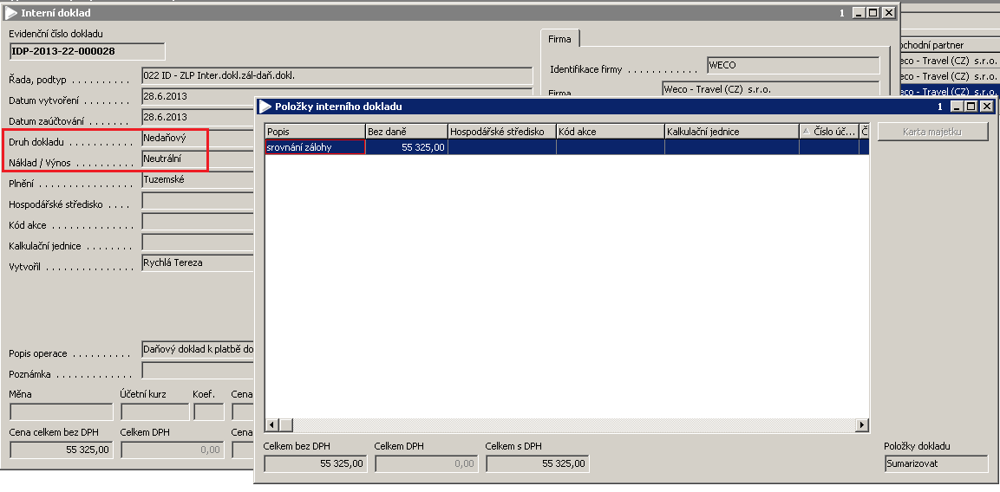 Interní doklad 1
Evidenční číslo dokladu
IDP-2013-22-000028
Řada, podtyp . . . . . . . . . . 022 ID - ZLP Inter.dokl.zál-daň.dokl.
Datum vytvoření . . . . . . . . 28.6.2013
Datum zaúčtování . . . . . . . 28.6.2013
Druh dokladu . . . . . . . . . . Nedaňový
Náklad / Výnos . . . . . . . . . Neutrální
Plnění . . . . . . . . . . . . . . . Tuzemské
Hospodářské středisko . . . .
Kód akce . . . . . . . . . . . . .
Kalkulační jednice . . . . . . . .
Vytvořil . . . . . . . . . . . . . . Rychlá Tereza
Popis operace . . . . . . . . . . Daňový doklad k platbě do
Poznámka . . . . . . . . . . . . .
Měna Účetní kurz Koef. Cena
Cena celkem bez DPH Celkem DPH Cena
55 325,00 0,00
Firma
Identifikace firmy . . . . . . . . . . . . WECO
Firma Weco - Travel (CZ) s.r.o.
chodní partner
eco - Travel (CZ) s.r.o.
eco - Travel (CZ) s.r.o.
eco - Travel (CZ) s.r.o.
Položky interního dokladu 1
Popis Bez daně Hospodářské středisko Kód akce Kalkulační jednice Číslo úč... Č
srovnání zálohy 55 325,00
Karta majetku
Celkem bez DPH Celkem DPH Celkem s DPH
55 325,00 0,00 55 325,00
Položky dokladu
Sumarizovat